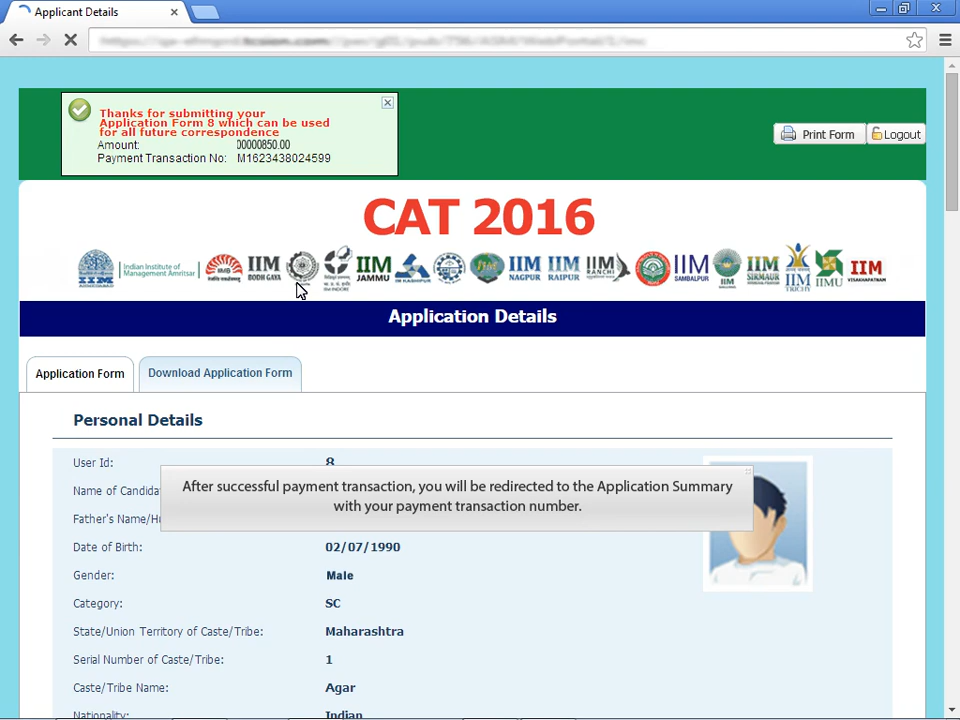 Applicant Details
Thanks for submitting your
Application Form 8 which can be used
for all future correspondence
Amount: 00000850.00
Payment Transaction No: M1623438024599
Print Form
Logout
CAT 2016
Indian Institute of
Management Amritsar
IIM
BODH GAYA
IIM
JAMMU
IIM
NAGPUR
IIM
RAIPUR
IIM
RANCHI
IIM
SAMBALPUR
IIM
SIRMAUR
IIM
TRICHY
IIMU
IIM
VISAKHAPATNAM
Application Details
Application Form
Download Application Form
Personal Details
User Id: 8
Name of
After successful payment transaction, you will be redirected to the Application Summary
with your payment transaction number.
Father's
Date of Birth: 02/07/1990
Gender: Male
Category: SC
State/Union Territory of Caste/Tribe: Maharashtra
Serial Number of Caste/Tribe: 1
Caste/Tribe Name: Agar
Nationality: Indian